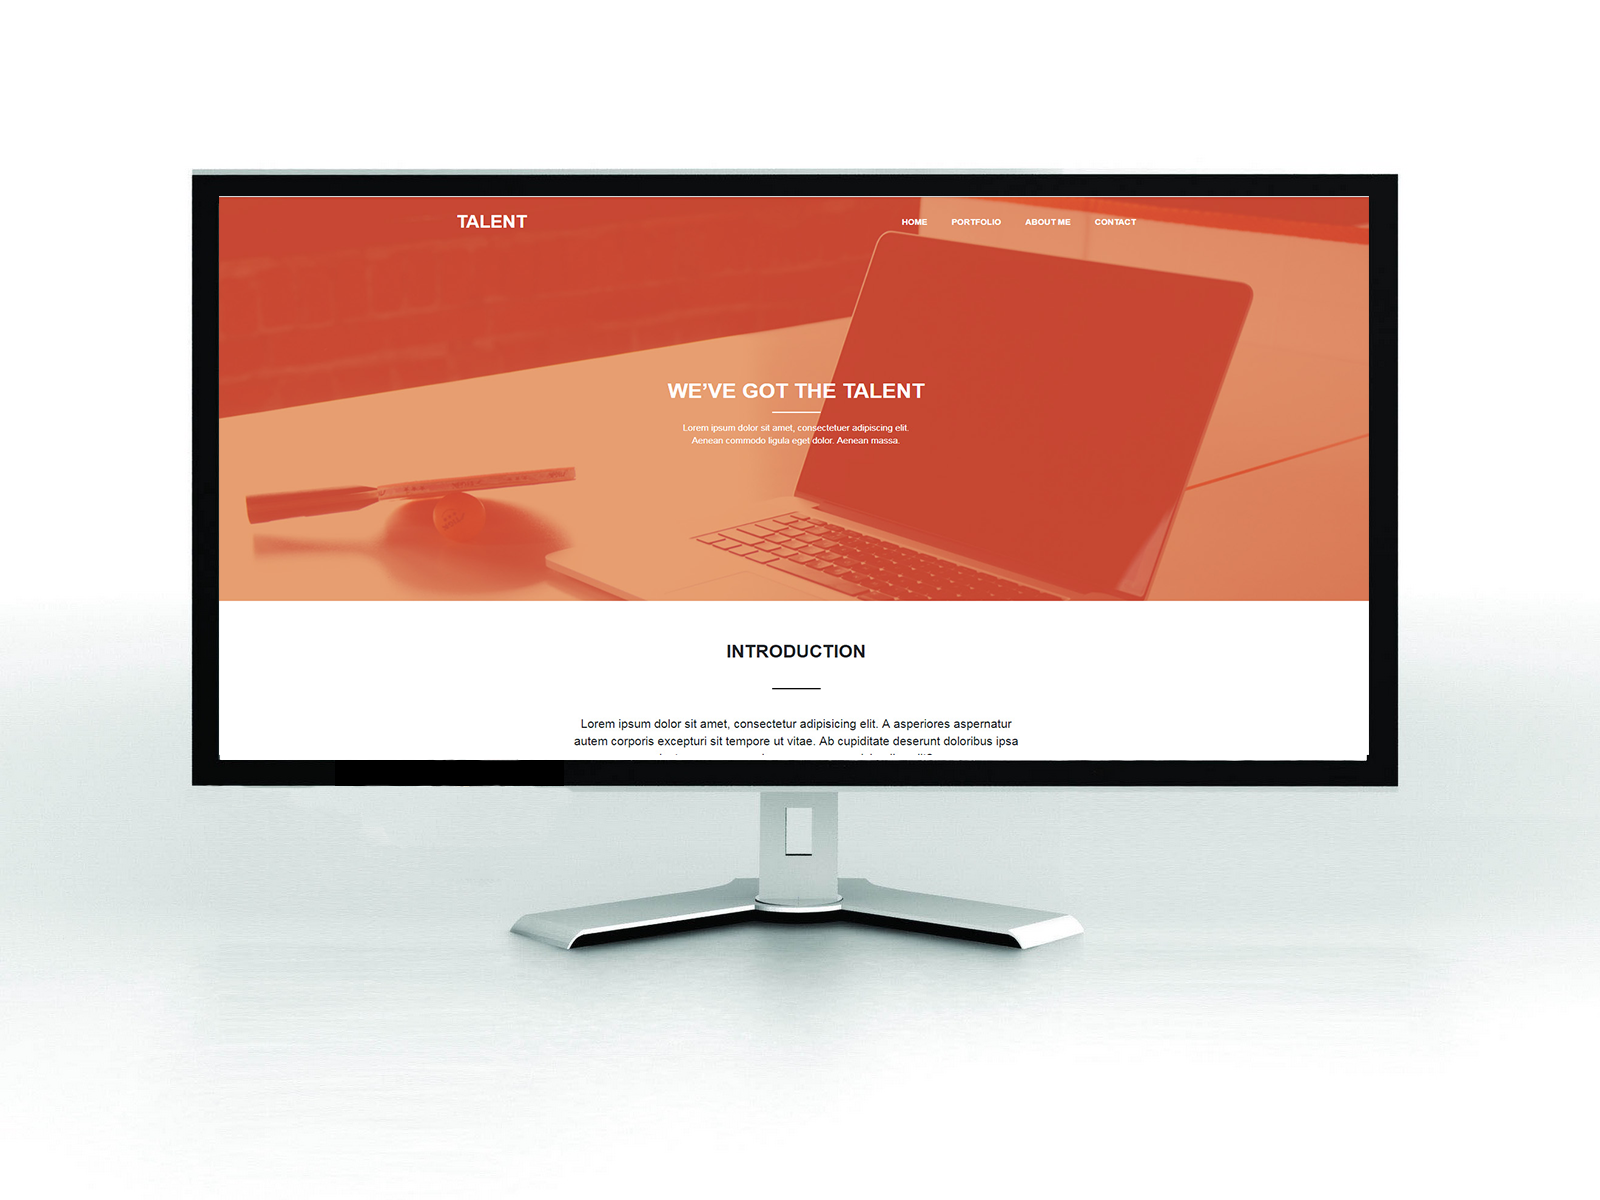 TALENT
HOME PORTFOLIO ABOUT ME CONTACT
WE’VE GOT THE TALENT
Lorem ipsum dolor sit amet, consectetuer adipiscing elit.
Aenean commodo ligula eget dolor. Aenean massa.
INTRODUCTION
Lorem ipsum dolor sit amet, consectetur adipisicing elit. A asperiores aspernatur
autem corporis excepturi sit tempore ut vitae. Ab cupiditate deserunt doloribus ipsa